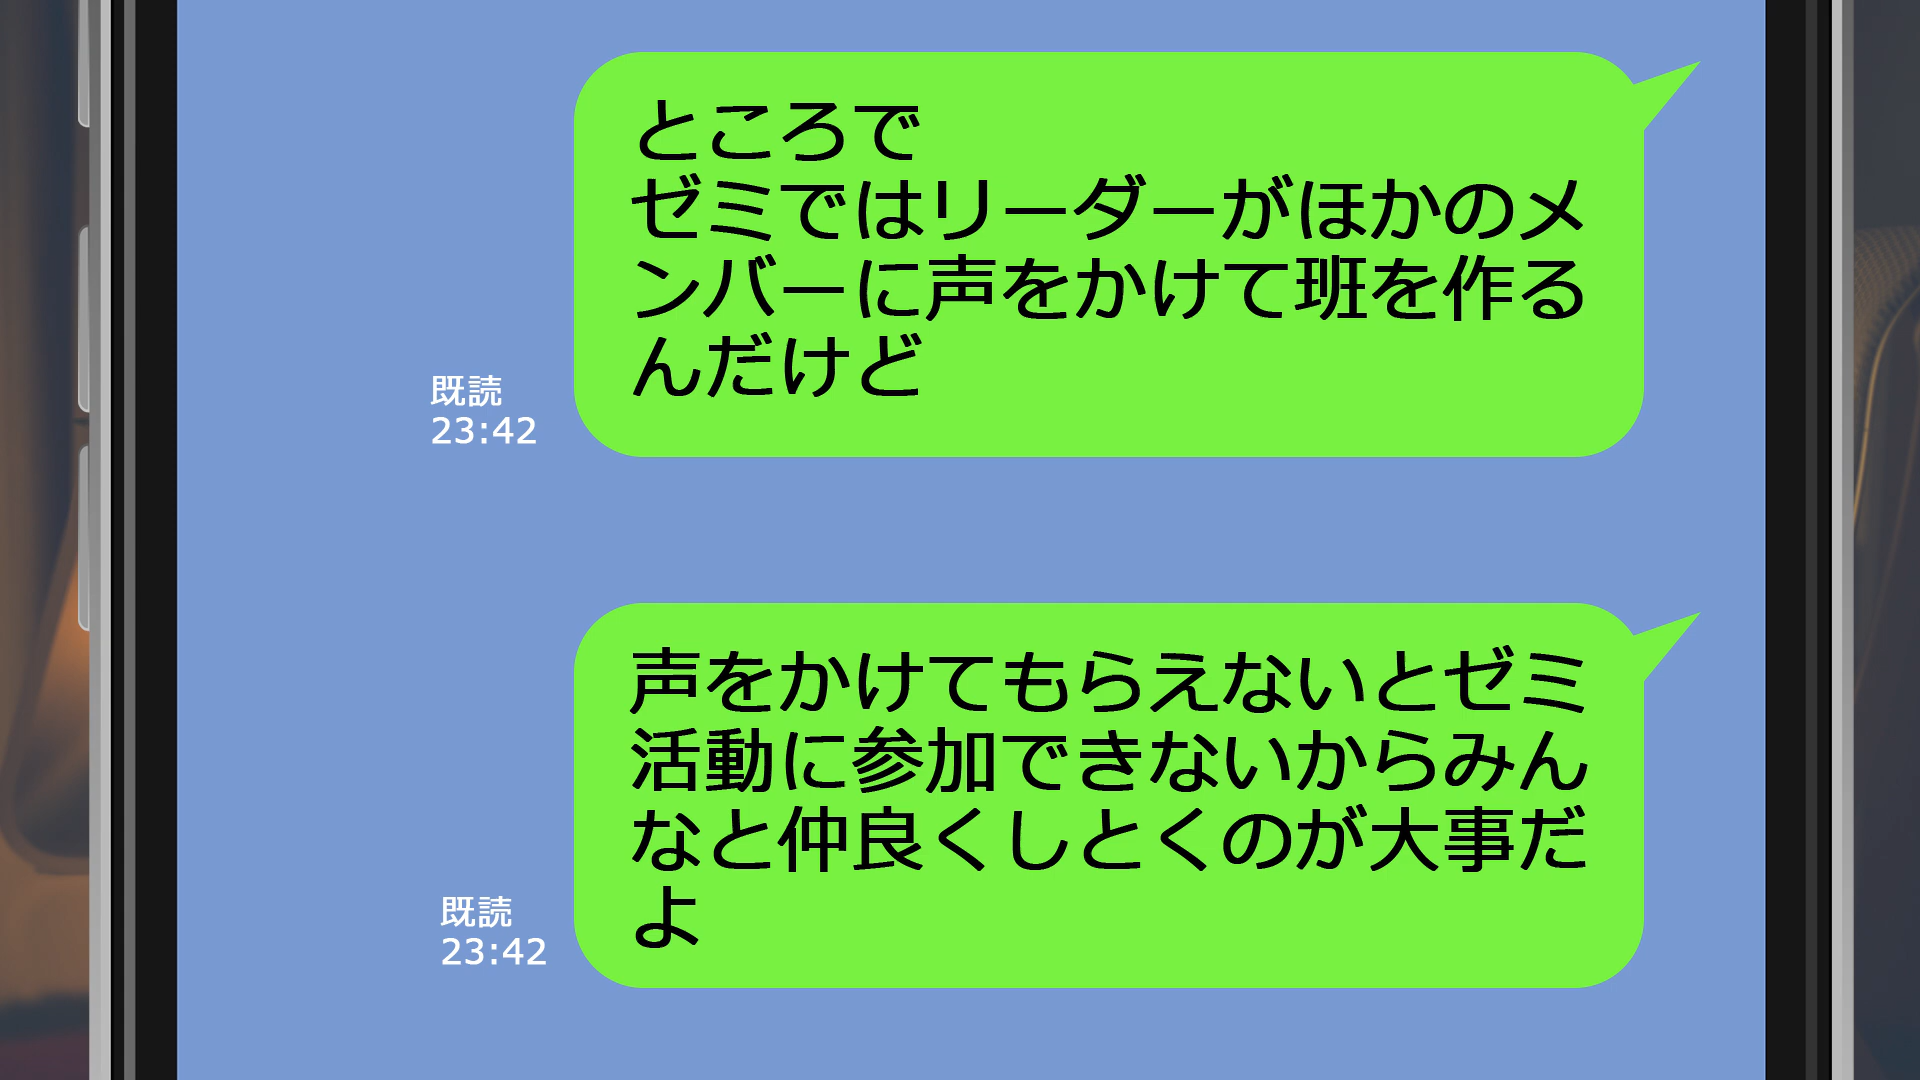 ところで
ゼミではリーダーがほかのメ
ンバーに声をかけて班を作る
んだけど
既読
23:42
声をかけてもらえないとゼミ
活動に参加できないからみん
なと仲良くしとくのが大事だ
よ
既読
23:42